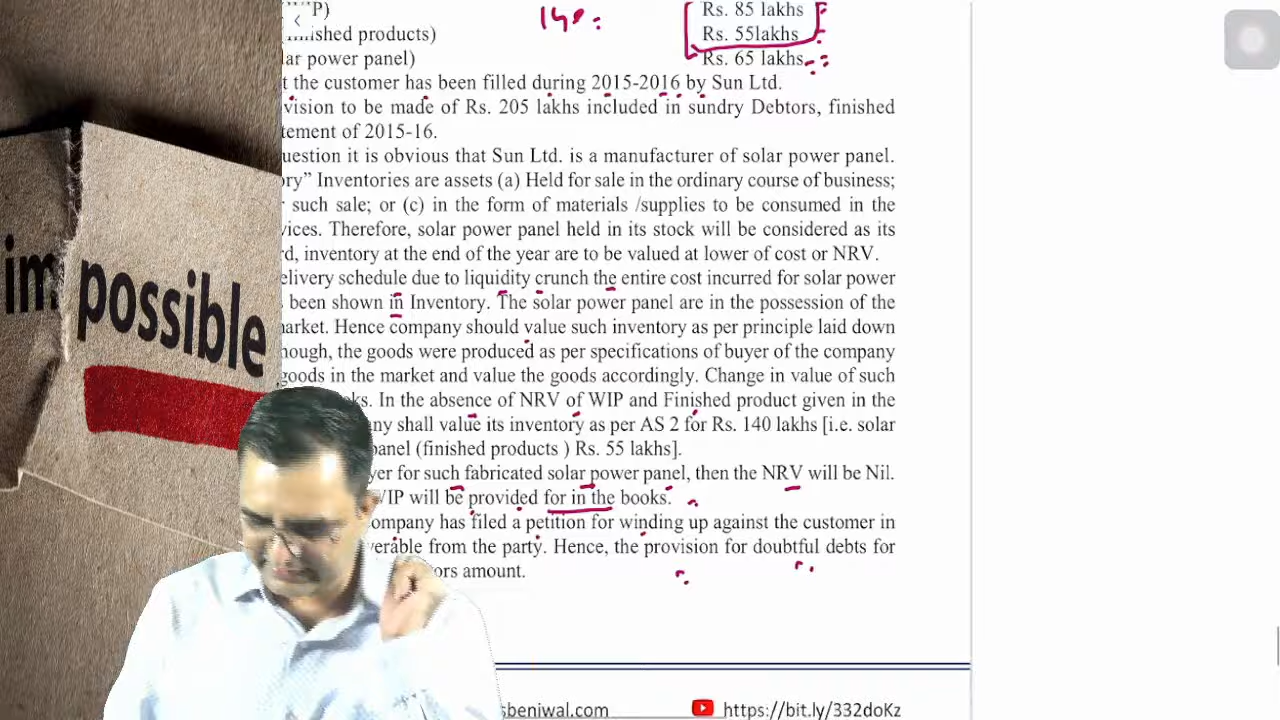 IP)
Rs. 85 lakhs
140
ished products)
Rs. 55lakhs
lar power panel)
Rs. 65 lakhs
t the customer has been filled during 2015-2016 by Sun Ltd.
vision to be made of Rs. 205 lakhs included in sundry Debtors, finished
tement of 2015-16.
uestion it is obvious that Sun Ltd. is a manufacturer of solar power panel.
ory” Inventories are assets (a) Held for sale in the ordinary course of business;
r such sale; or (c) in the form of materials /supplies to be consumed in the
vices. Therefore, solar power panel held in its stock will be considered as its
rd, inventory at the end of the year are to be valued at lower of cost or NRV.
elivery schedule due to liquidity crunch the entire cost incurred for solar power
s been shown in Inventory. The solar power panel are in the possession of the
narket. Hence company should value such inventory as per principle laid down
hough, the goods were produced as per specifications of buyer of the company
goods in the market and value the goods accordingly. Change in value of such
ks. In the absence of NRV of WIP and Finished product given in the
ny shall value its inventory as per AS 2 for Rs. 140 lakhs [i.e. solar
panel (finished products ) Rs. 55 lakhs].
yer for such fabricated solar power panel, then the NRV will be Nil.
WIP will be provided for in the books.
ompany has filed a petition for winding up against the customer in
verable from the party. Hence, the provision for doubtful debts for
ors amount.
im possible
sbeniwal.com
https://bit.ly/332doKz